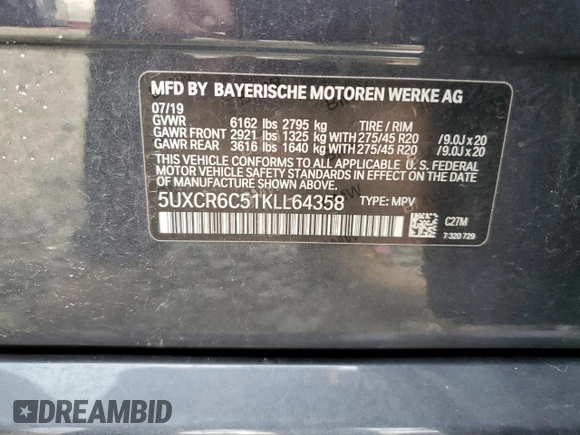 MFD BY BAYERISCHE MOTOREN WERKE AG
07/19
GVWR 6162 lbs 2795 kg TIRE / RIM
GAWR FRONT 2921 lbs 1325 kg WITH 275/45 R20 /9.0J x 20
GAWR REAR 3616 lbs 1640 kg WITH 275/45 R20 /9.0J x 20
THIS VEHICLE CONFORMS TO ALL APPLICABLE U. S. FEDERAL
MOTOR VEHICLE SAFETY STANDARDS IN EFFECT ON THE DATE
OF MANUFACTURE SHOWN ABOVE.
5UXCR6C51KLL64358 TYPE: MPV
C27M
7 320 729
DREAMBID